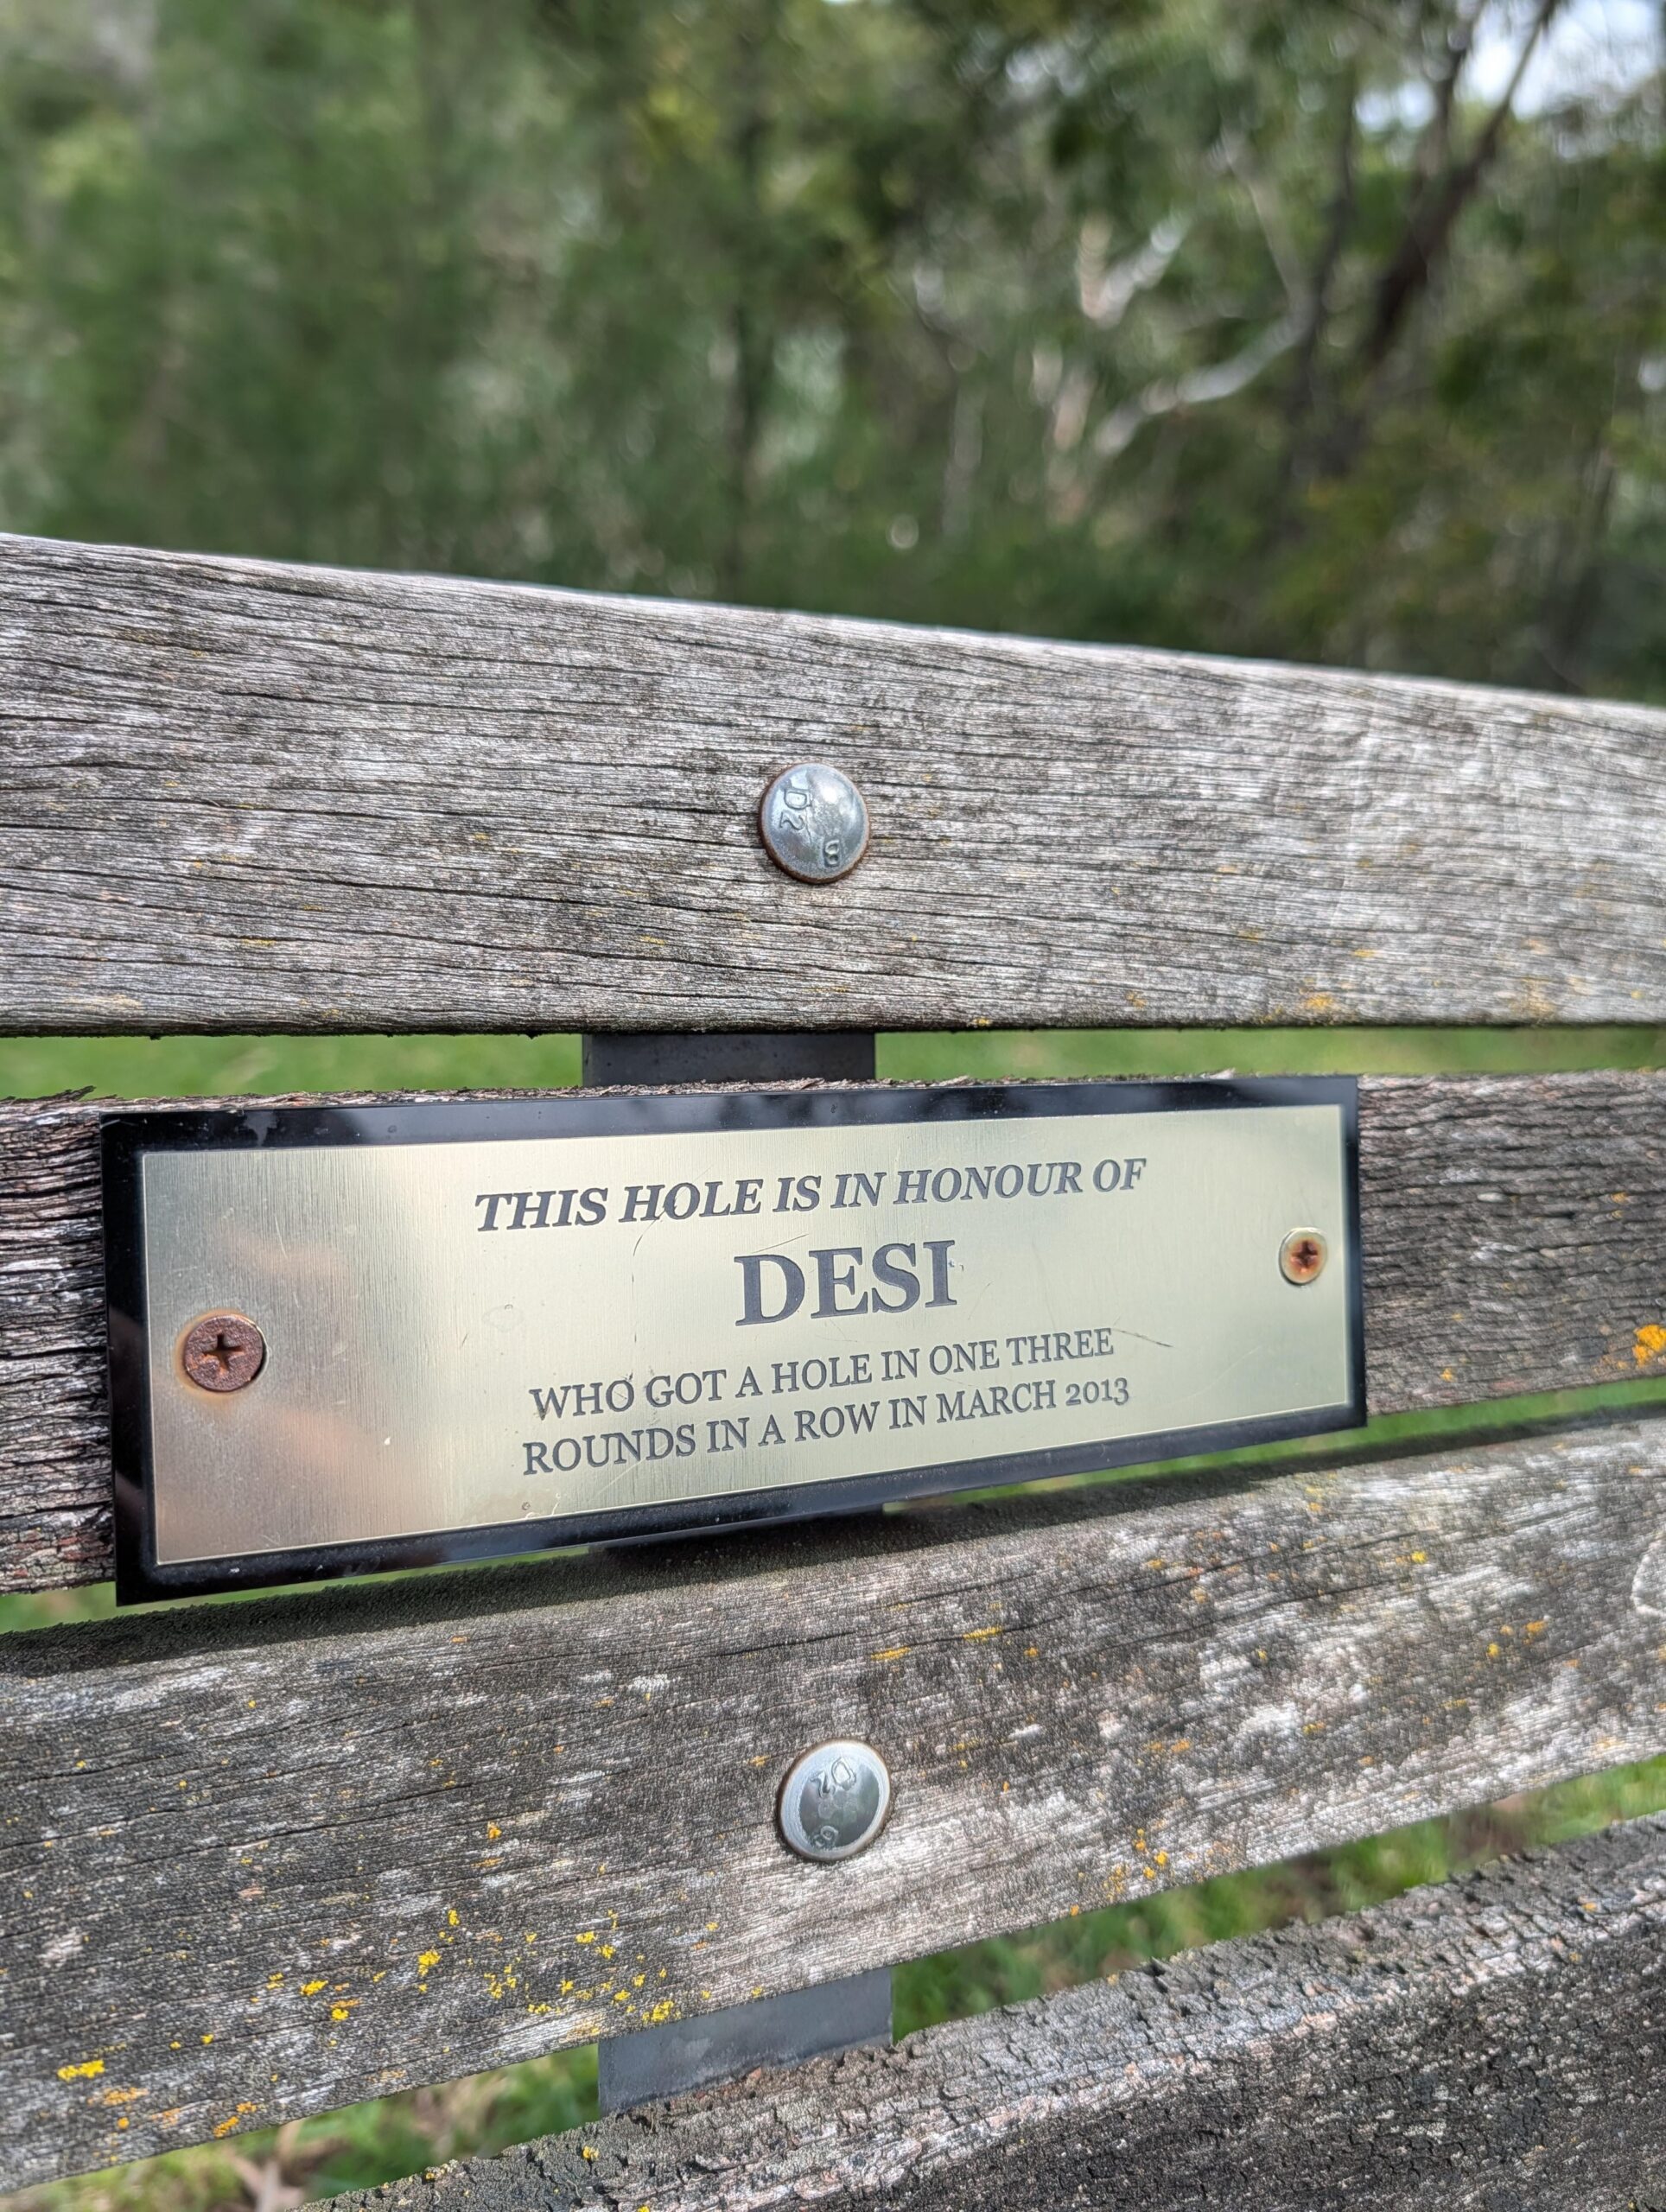 D2
B
THIS HOLE IS IN HONOUR OF
DESI
WHO GOT A HOLE IN ONE THREE
ROUNDS IN A ROW IN MARCH 2013